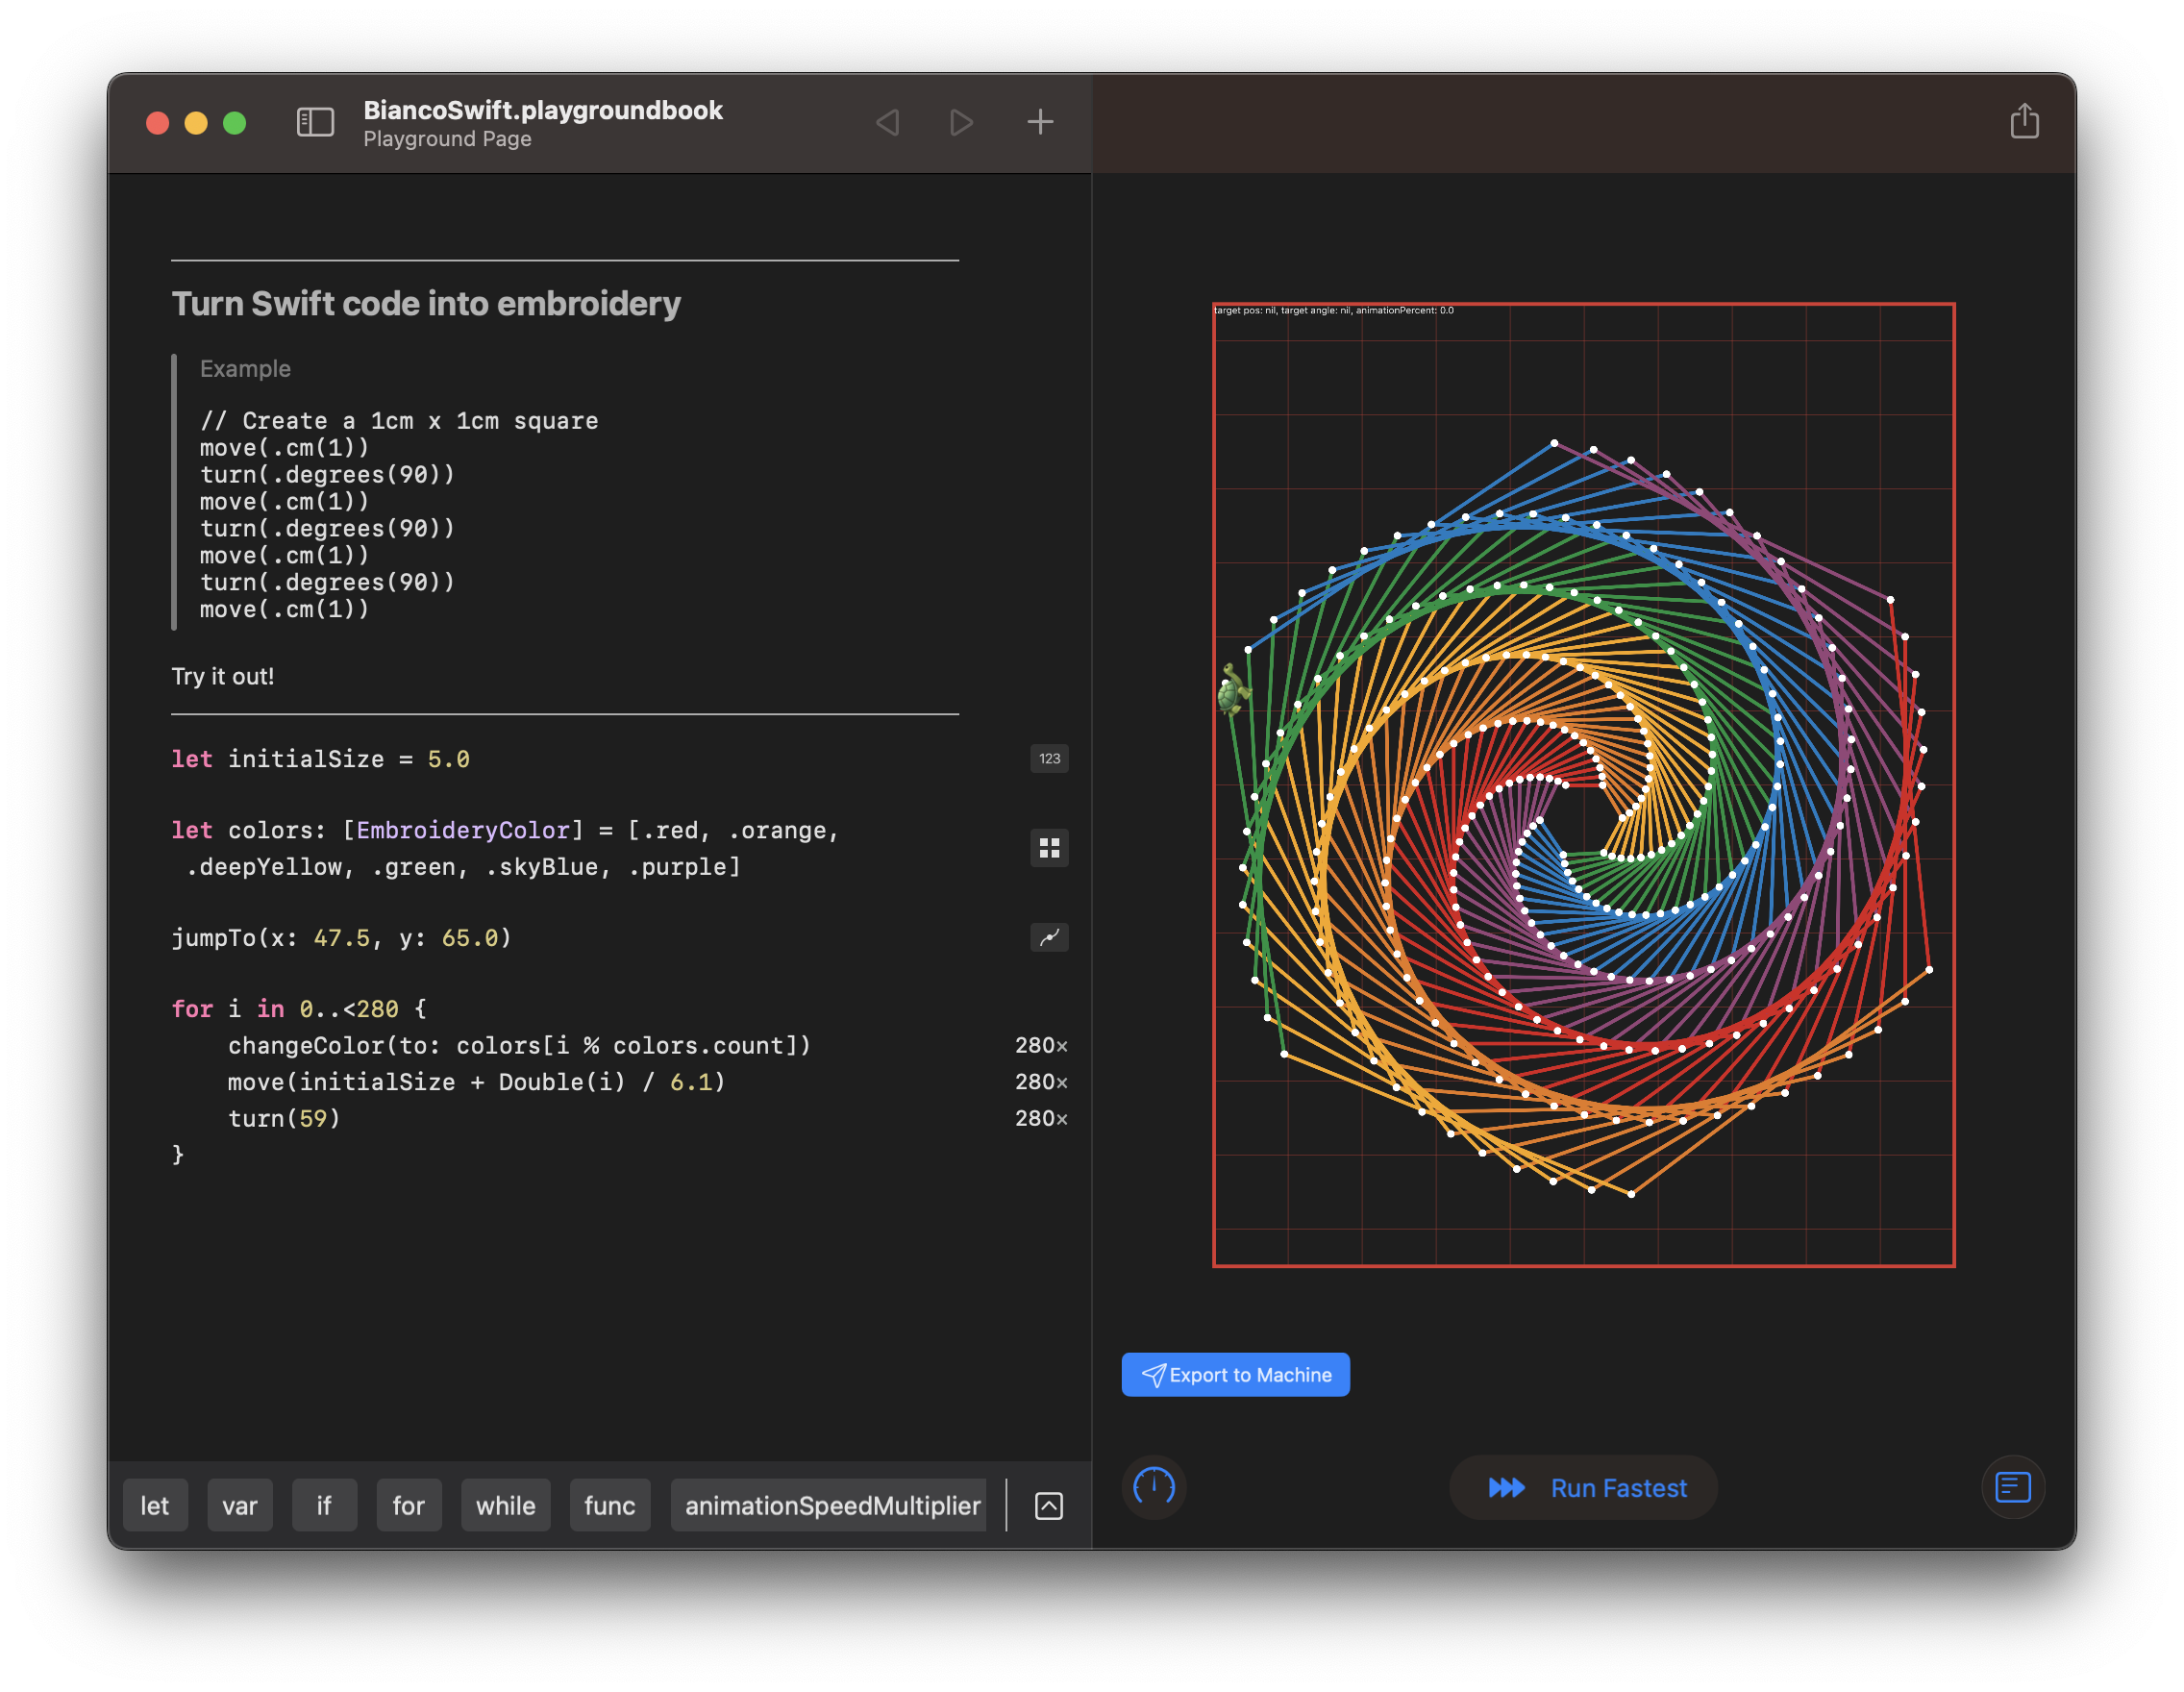 BiancoSwift.playgroundbook
Playground Page
Turn Swift code into embroidery
Example
// Create a 1cm x 1cm square
move(.cm(1))
turn(.degrees(90))
move(.cm(1))
turn(.degrees(90))
move(.cm(1))
turn(.degrees(90))
move(.cm(1))
Try it out!
let initialSize = 5.0
123
let colors: [EmbroideryColor] = [.red, .orange,
.deepYellow, .green, .skyBlue, .purple]
jumpTo(x: 47.5, y: 65.0)
for i in 0..<280 {
changeColor(to: colors[i % colors.count])
280×
move(initialSize + Double(i) / 6.1)
280×
turn(59)
280×
}
let var if for while func animationSpeedMultiplier
target pos: nil, target angle: nil, animationPercent: 0.0
Export to Machine
Run Fastest